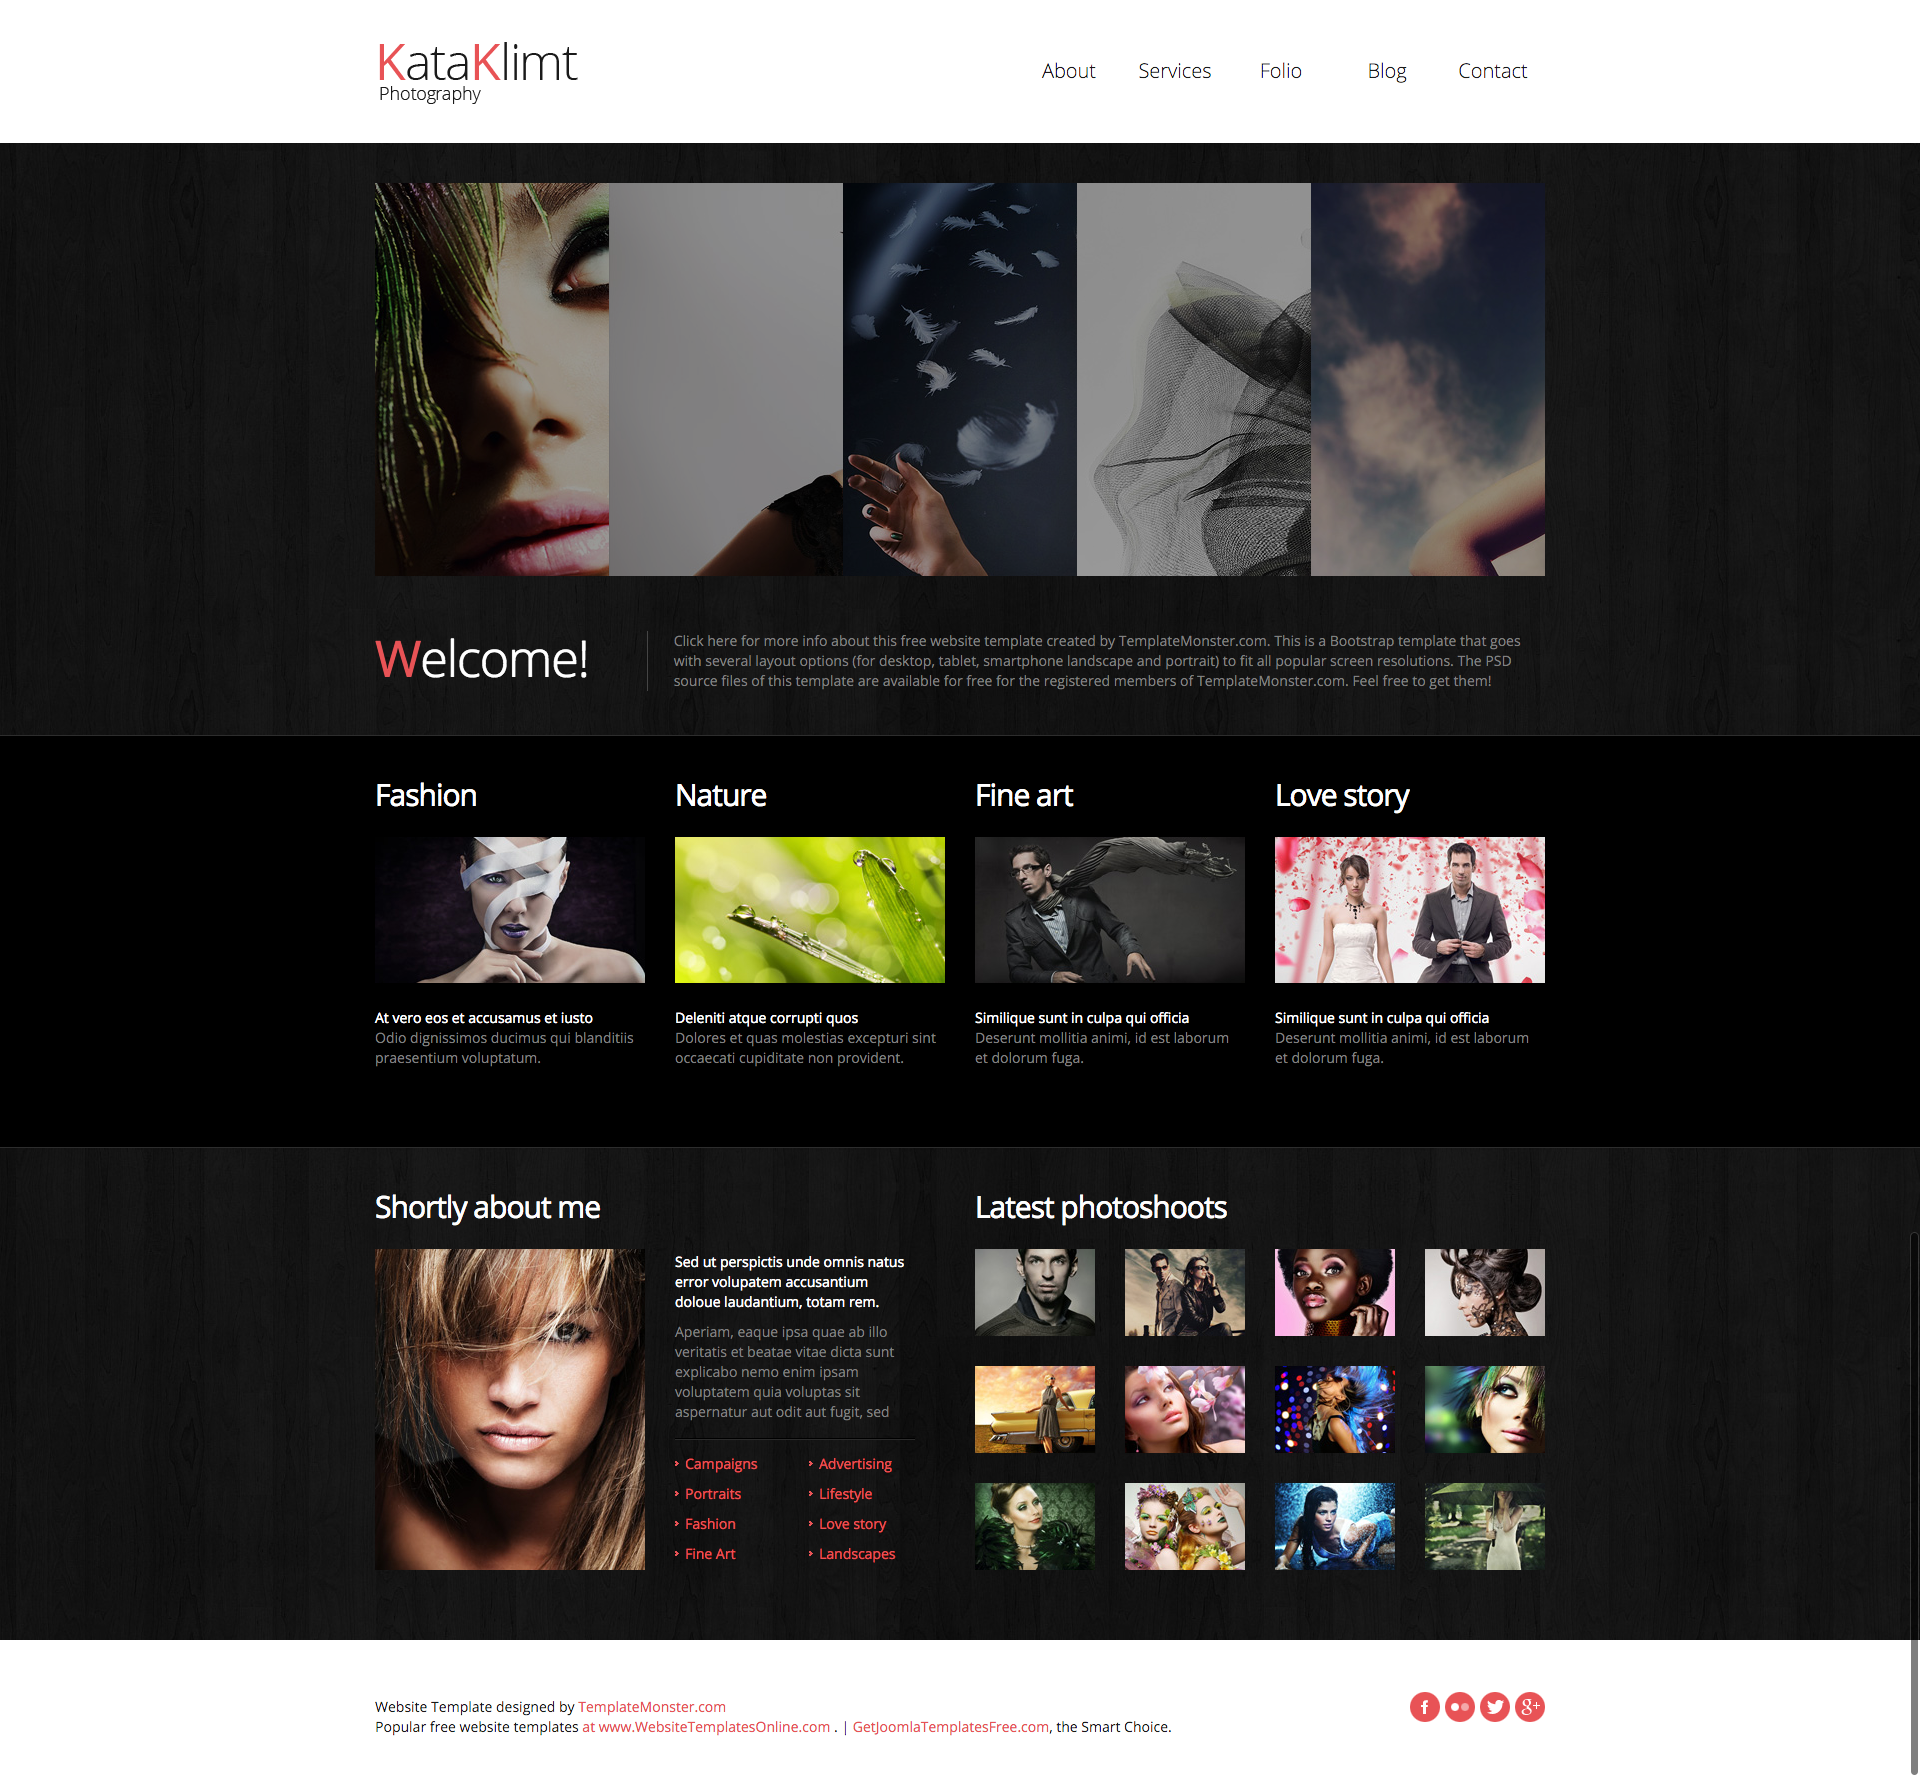 KataKlimt
Photography
About Services Folio Blog Contact
Welcome!
Click here for more info about this free website template created by TemplateMonster.com. This is a Bootstrap template that goes
with several layout options (for desktop, tablet, smartphone landscape and portrait) to fit all popular screen resolutions. The PSD
source files of this template are available for free for the registered members of TemplateMonster.com. Feel free to get them!
Fashion
At vero eos et accusamus et iusto
Odio dignissimos ducimus qui blanditiis
praesentium voluptatum.
Nature
Deleniti atque corrupti quos
Dolores et quas molestias excepturi sint
occaecati cupiditate non provident.
Fine art
Similique sunt in culpa qui officia
Deserunt mollitia animi, id est laborum
et dolorum fuga.
Love story
Similique sunt in culpa qui officia
Deserunt mollitia animi, id est laborum
et dolorum fuga.
Shortly about me
Sed ut perspictis unde omnis natus
error volupatem accusantium
doloue laudantium, totam rem.
Aperiam, eaque ipsa quae ab illo
veritatis et beatae vitae dicta sunt
explicabo nemo enim ipsam
voluptatem quia voluptas sit
aspernatur aut odit aut fugit, sed
Campaigns
Portraits
Fashion
Fine Art
Advertising
Lifestyle
Love story
Landscapes
Latest photoshoots
Website Template designed by TemplateMonster.com
Popular free website templates at www.WebsiteTemplatesOnline.com . | GetJoomlaTemplatesFree.com, the Smart Choice.
f
g+